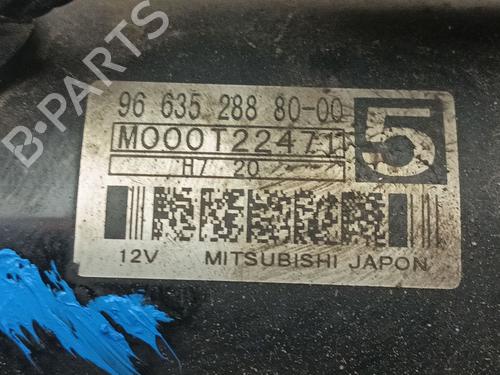 B-PARTS
96 635 288 80-00
5
M000T22471
H7 20
12V MITSUBISHI JAPON